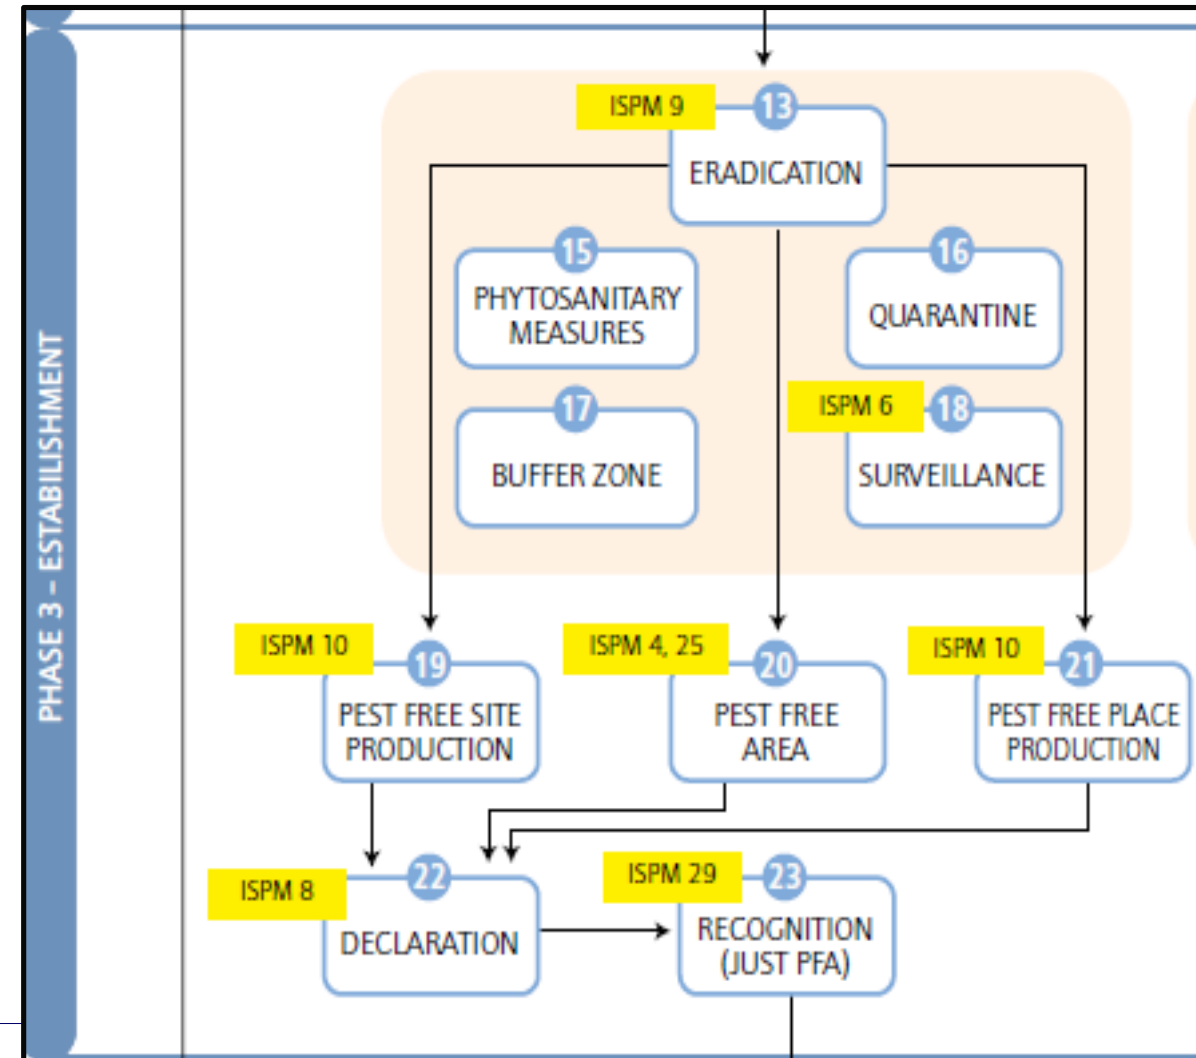 PHASE 3 – ESTABILISHMENT
ISPM 9
13
ERADICATION
15
PHYTOSANITARY
MEASURES
16
QUARANTINE
17
BUFFER ZONE
ISPM 6
18
SURVEILLANCE
ISPM 10
19
PEST FREE SITE
PRODUCTION
ISPM 4, 25
20
PEST FREE
AREA
ISPM 10
21
PEST FREE PLACE
PRODUCTION
ISPM 8
22
DECLARATION
ISPM 29
23
RECOGNITION
(JUST PFA)